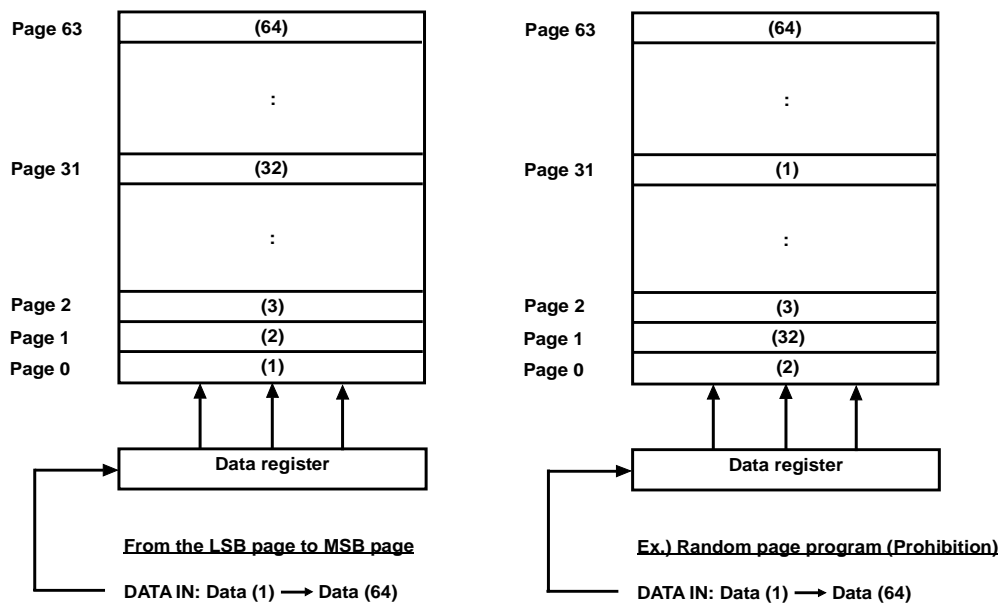 Page 63 (64)
:
Page 31 (32)
:
Page 2 (3)
Page 1 (2)
Page 0 (1)
Data register
From the LSB page to MSB page
DATA IN: Data (1) → Data (64)
Page 63 (64)
:
Page 31 (1)
:
Page 2 (3)
Page 1 (32)
Page 0 (2)
Data register
Ex.) Random page program (Prohibition)
DATA IN: Data (1) → Data (64)